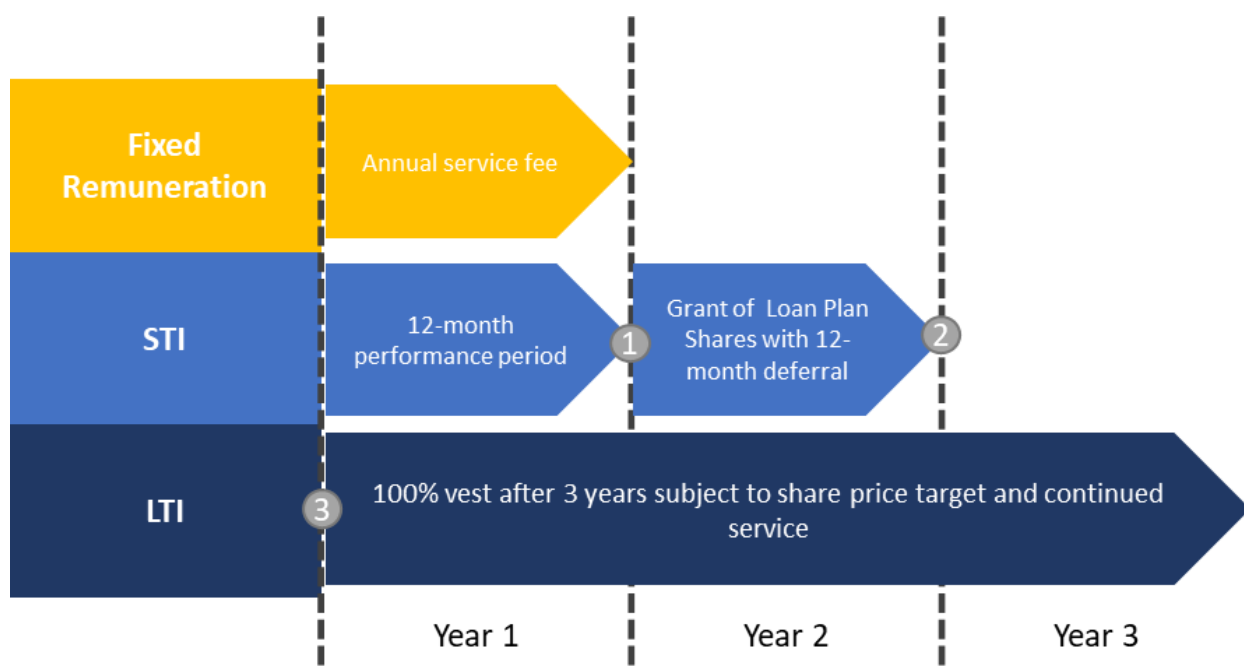 Fixed
Remuneration
Annual service fee
STI
12-month
performance period
1
Grant of Loan Plan
Shares with 12-
month deferral
2
LTI
3
100% vest after 3 years subject to share price target and continued
service
Year 1
Year 2
Year 3